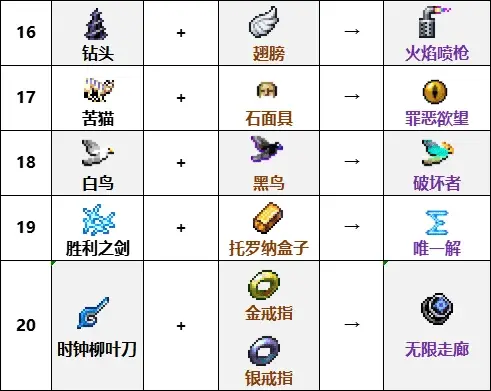 16 钻头 + 翅膀 → 火焰喷枪
17 苦猫 + 石面具 → 罪恶欲望
18 白鸟 + 黑鸟 → 破坏者
19 胜利之剑 + 托罗纳盒子 → 唯一解
20 时钟柳叶刀 + 金戒指 银戒指 → 无限走廊